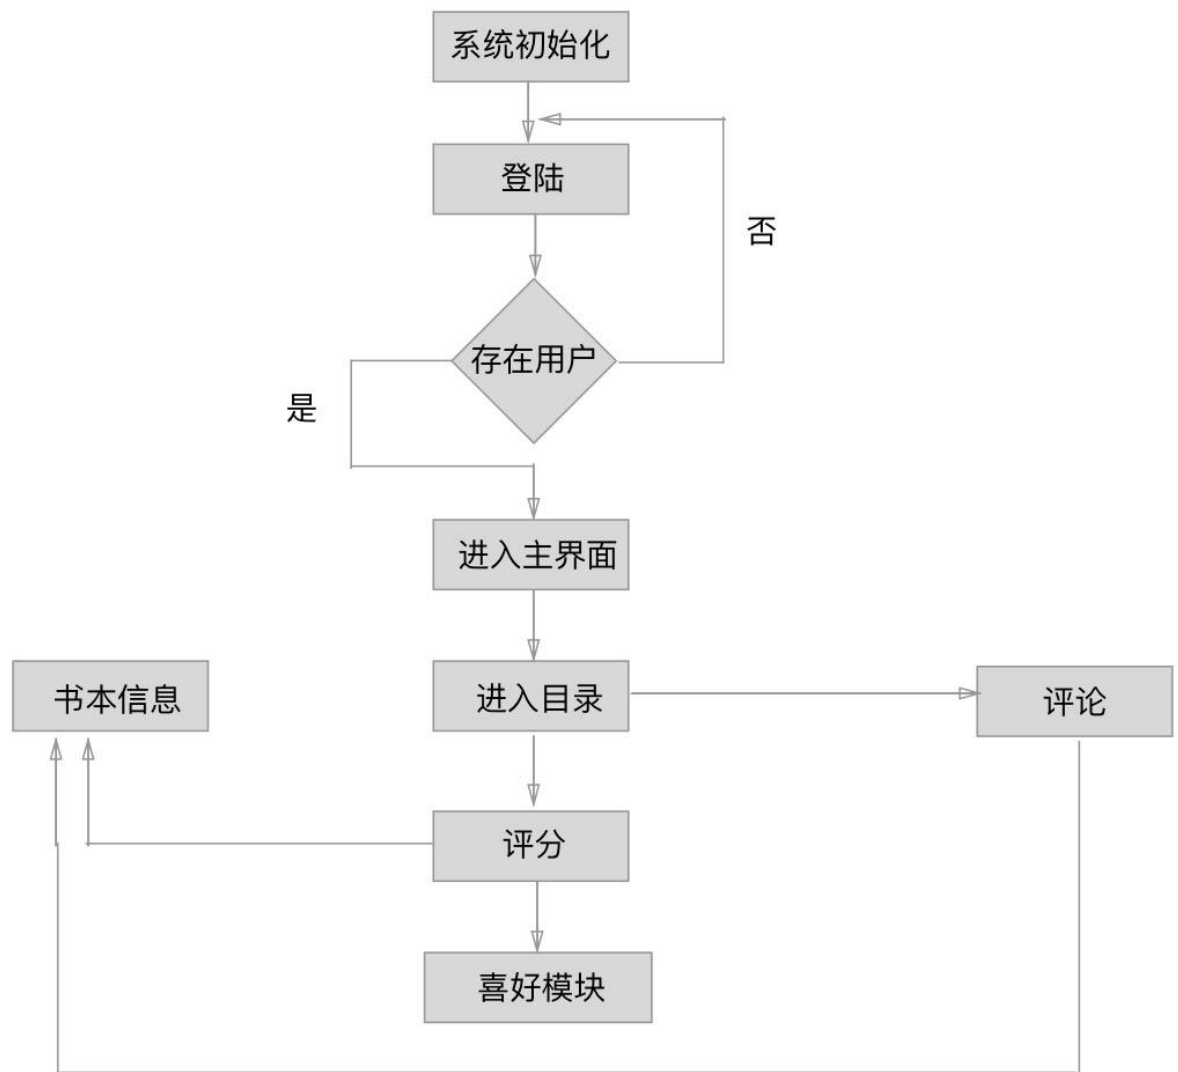 系统初始化
登陆
否
存在用户
是
进入主界面
书本信息
进入目录
评论
评分
喜好模块